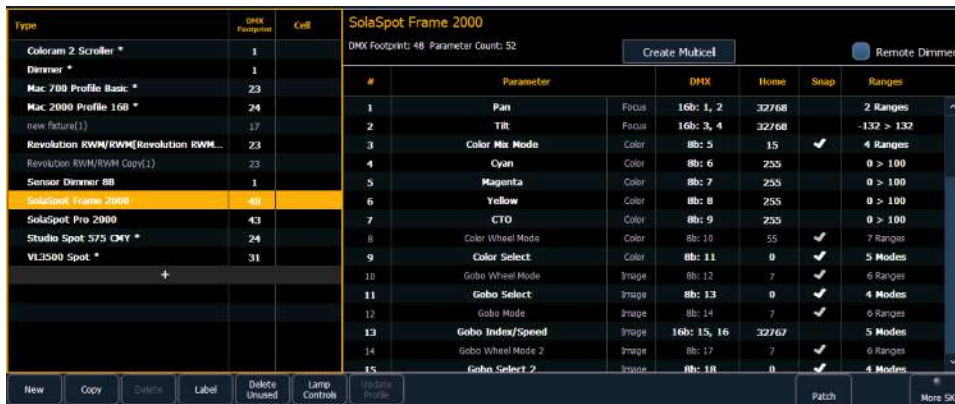 Type DMX Footprint Cell
Coloram 2 Scroller * 1
Dimmer * 1
Mac 700 Profile Basic * 23
Mac 2000 Profile 16B * 24
new fixture(1) 17
Revolution RWM/RWM[Revolution RWM... 23
Revolution RWM/RWM Copy(1) 23
Sensor Dimmer 8B 1
SolaSpot Frame 2000 48
SolaSpot Pro 2000 43
Studio Spot 575 CMY * 24
VL3500 Spot * 31
+
SolaSpot Frame 2000
DMX Footprint: 48 Parameter Count: 52
Create Multicell
Remote Dimmer
# Parameter DMX Home Snap Ranges
1 Pan Focus 16b: 1, 2 32768 2 Ranges
2 Tilt Focus 16b: 3, 4 32768 -132 > 132
3 Color Mix Mode Color 8b: 5 15 ✓ 4 Ranges
4 Cyan Color 8b: 6 255 0 > 100
5 Magenta Color 8b: 7 255 0 > 100
6 Yellow Color 8b: 8 255 0 > 100
7 CTO Color 8b: 9 255 0 > 100
8 Color Wheel Mode Color 8b: 10 55 ✓ 7 Ranges
9 Color Select Color 8b: 11 0 ✓ 5 Modes
10 Gobo Wheel Mode Image 8b: 12 7 ✓ 6 Ranges
11 Gobo Select Image 8b: 13 0 ✓ 4 Modes
12 Gobo Mode Image 8b: 14 7 ✓ 6 Ranges
13 Gobo Index/Speed Image 16b: 15, 16 32767 5 Modes
14 Gobo Wheel Mode 2 Image 8b: 17 7 ✓ 6 Ranges
15 Gobo Select 2 Image 8b: 18 0 ✓ 4 Modes
New Copy Delete Label Delete Unused Lamp Controls Update Profile Patch More SK